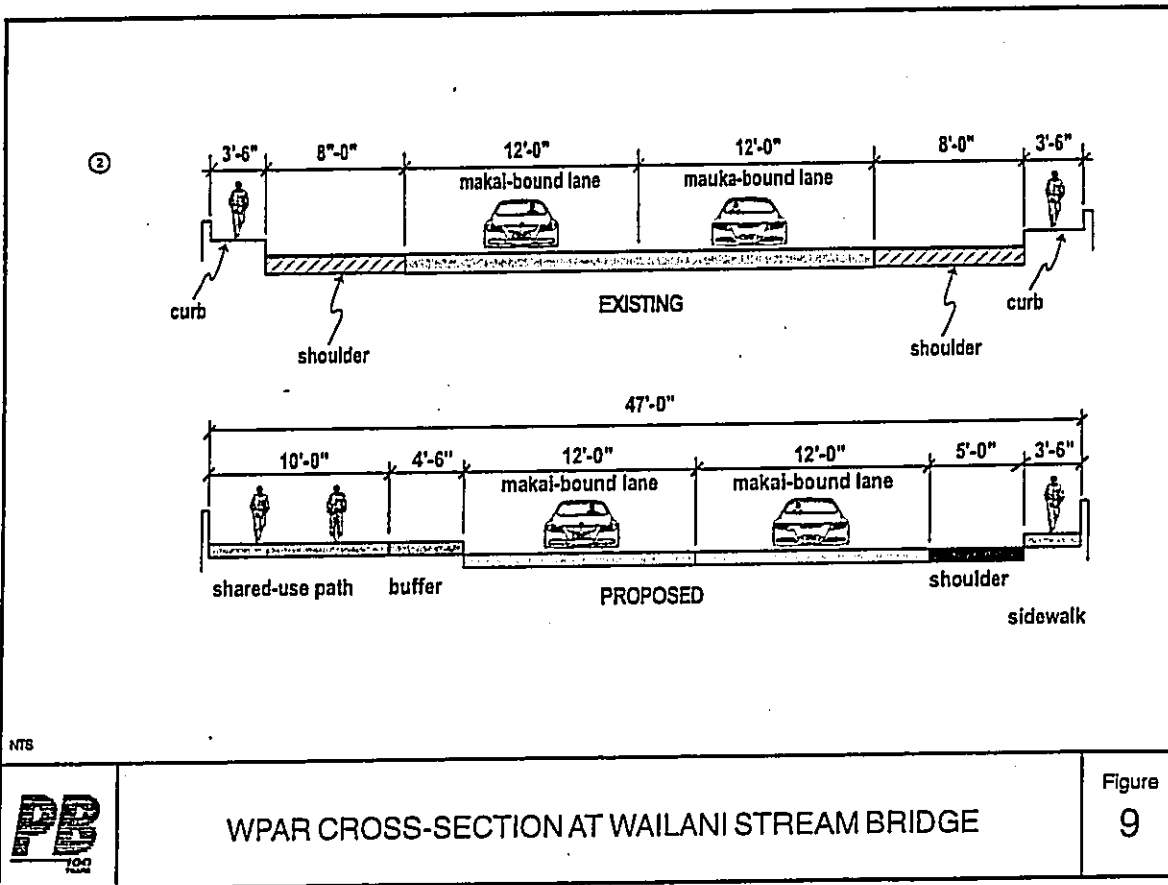 ②
3'-6" 8"-0" 12'-0" 12'-0" 8'-0" 3'-6"
makai-bound lane mauka-bound lane
curb
shoulder
EXISTING
shoulder
curb
47'-0"
10'-0" 4'-6" 12'-0" 12'-0" 5'-0" 3'-6"
makai-bound lane makai-bound lane
shared-use path buffer
PROPOSED
shoulder
sidewalk
NTS
PB
100
YEARS
WPAR CROSS-SECTION AT WAILANI STREAM BRIDGE
Figure
9